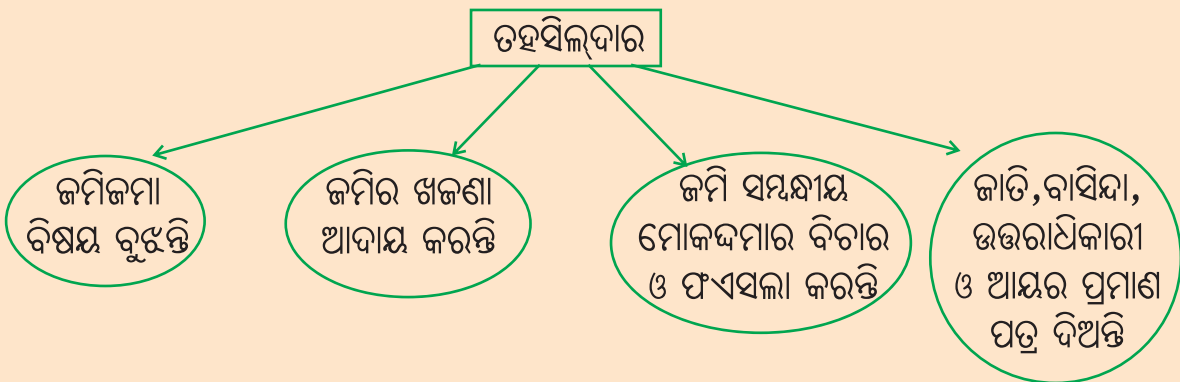 ତହସିଲ୍‌ଦାର
ଜମିଜମା
ବିଷୟ ବୁଝନ୍ତି
ଜମିର ଖଜଣା
ଆଦାୟ କରନ୍ତି
ଜମି ସମ୍ବନ୍ଧୀୟ
ମୋକଦ୍ଦମାର ବିଚାର
ଓ ଫଏସଲା କରନ୍ତି
ଜାତି,ବାସିନ୍ଦା,
ଉତ୍ତରାଧିକାରୀ
ଓ ଆୟର ପ୍ରମାଣ
ପତ୍ର ଦିଅନ୍ତି